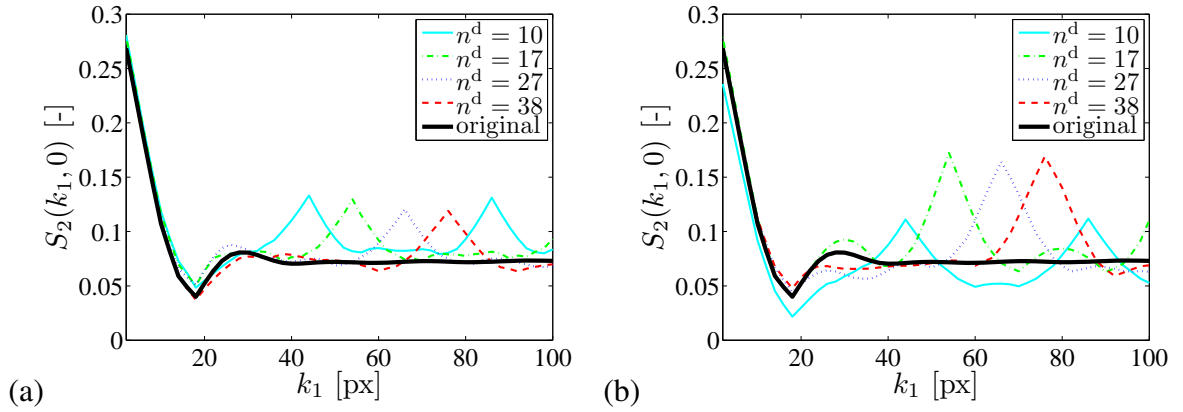 0.3
0.25
0.2
0.15
0.1
0.05
0
S₂(k₁, 0) [-]
20 40 60 80 100
k₁ [px]
nᵈ = 10
nᵈ = 17
nᵈ = 27
nᵈ = 38
original
(a)
0.3
0.25
0.2
0.15
0.1
0.05
0
S₂(k₁, 0) [-]
20 40 60 80 100
k₁ [px]
nᵈ = 10
nᵈ = 17
nᵈ = 27
nᵈ = 38
original
(b)